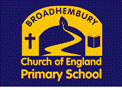 BROADHEMBURY
Church of England
Primary School